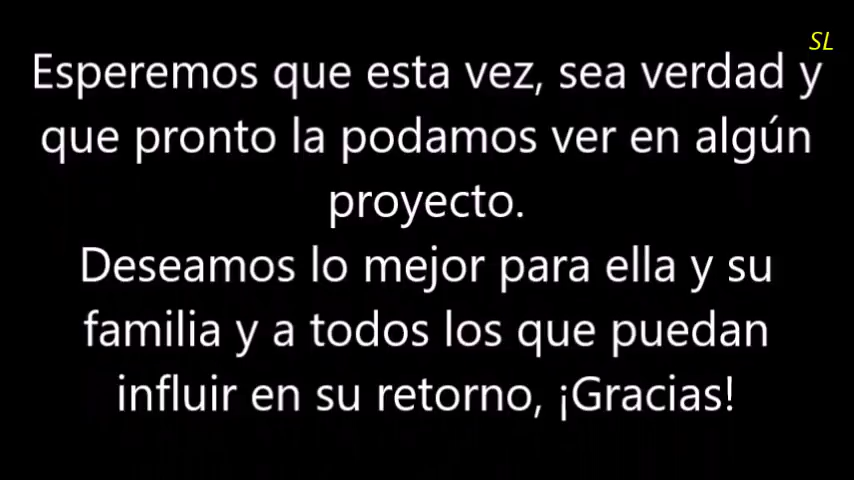 SL
Esperemos que esta vez, sea verdad y
que pronto la podamos ver en algún
proyecto.
Deseamos lo mejor para ella y su
familia y a todos los que puedan
influir en su retorno, ¡Gracias!